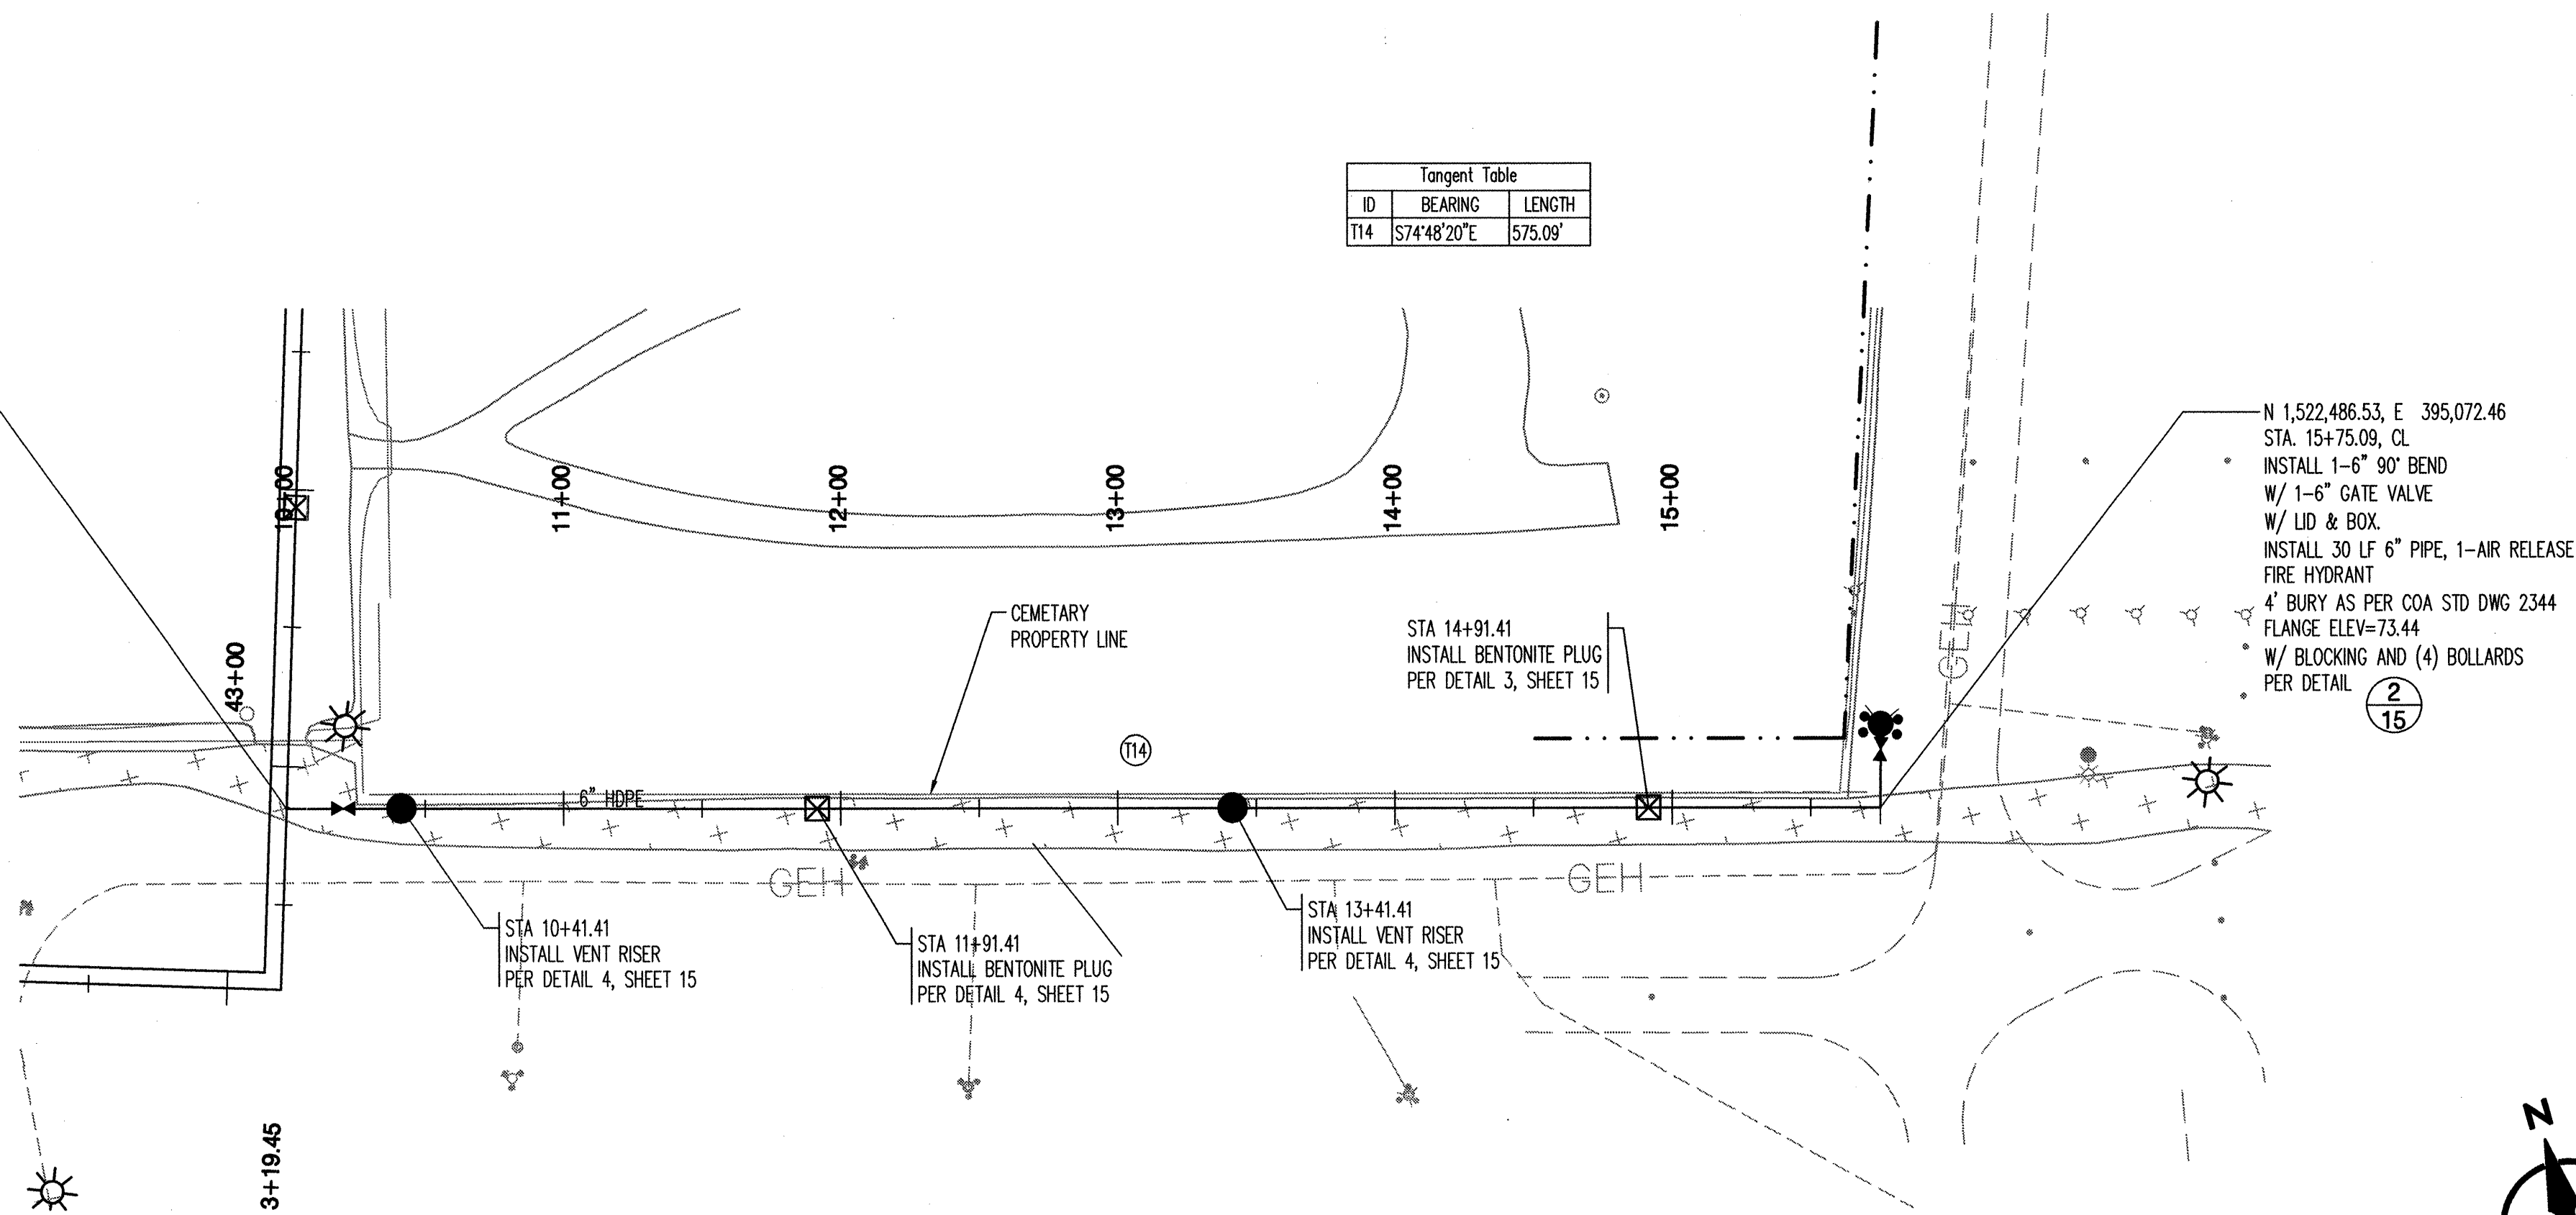 Tangent Table
ID BEARING LENGTH
T14 S74°48'20"E 575.09'
N 1,522,486.53, E 395,072.46
STA. 15+75.09, CL
INSTALL 1-6" 90° BEND
W/ 1-6" GATE VALVE
W/ LID & BOX.
INSTALL 30 LF 6" PIPE, 1-AIR RELEASE
FIRE HYDRANT
4' BURY AS PER COA STD DWG 2344
FLANGE ELEV=73.44
W/ BLOCKING AND (4) BOLLARDS
PER DETAIL
2
15
10+00
11+00
12+00
13+00
14+00
15+00
43+00
CEMETARY
PROPERTY LINE
STA 14+91.41
INSTALL BENTONITE PLUG
PER DETAIL 3, SHEET 15
GEH
T14
6" HDPE
GEH
GEH
STA 10+41.41
INSTALL VENT RISER
PER DETAIL 4, SHEET 15
STA 11+91.41
INSTALL BENTONITE PLUG
PER DETAIL 4, SHEET 15
STA 13+41.41
INSTALL VENT RISER
PER DETAIL 4, SHEET 15
3+19.45
N